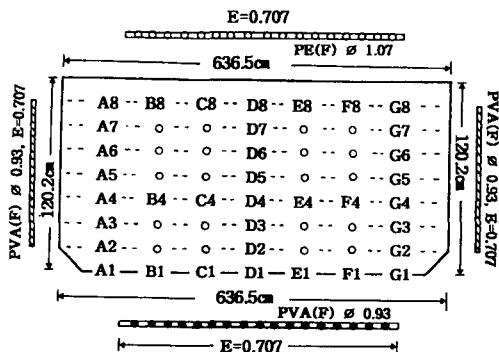 E=0.707
PE(F) Ø 1.07
636.5cm
PVA(F) Ø 0.93, E=0.707
120.2cm
A8 B8 C8 D8 E8 F8 G8
A7 D7 G7
A6 D6 G6
A5 D5 G5
A4 B4 C4 D4 E4 F4 G4
A3 D3 G3
A2 D2 G2
A1 B1 C1 D1 E1 F1 G1
120.2cm
PVA(F) Ø 0.93, E=0.707
636.5cm
PVA(F) Ø 0.93
E=0.707